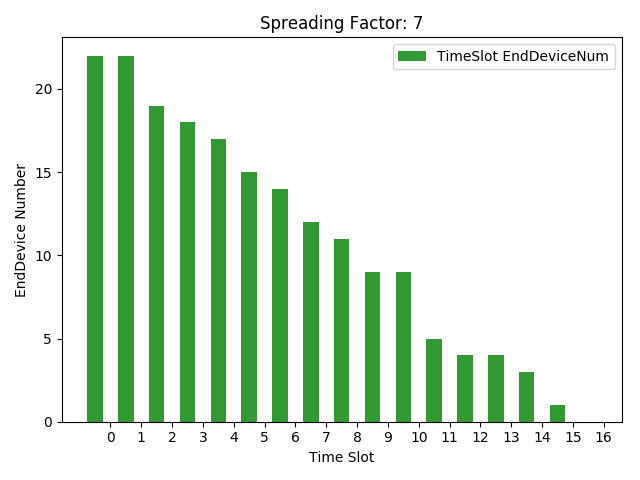 Spreading Factor: 7
TimeSlot EndDeviceNum
EndDevice Number
20
15
10
5
0
0 1 2 3 4 5 6 7 8 9 10 11 12 13 14 15 16
Time Slot